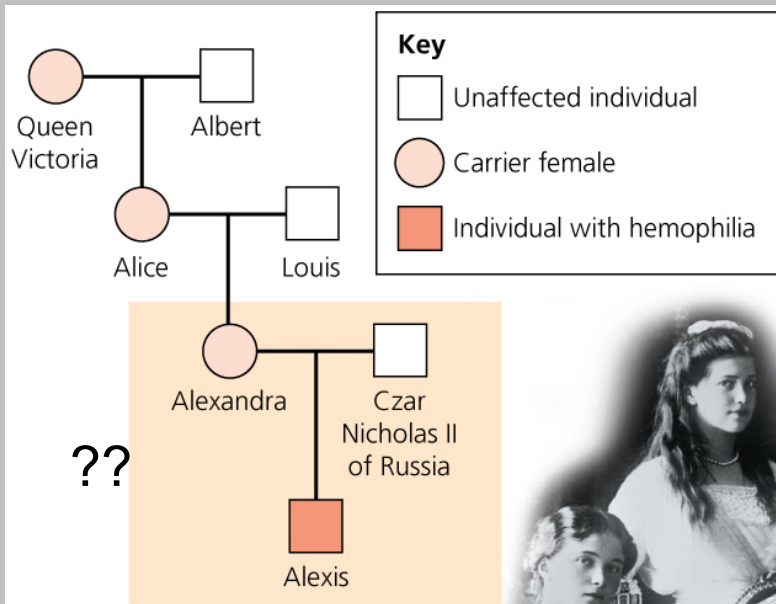 Key
Unaffected individual
Carrier female
Individual with hemophilia
Queen
Victoria
Albert
Alice
Louis
Alexandra
Czar
Nicholas II
of Russia
??
Alexis